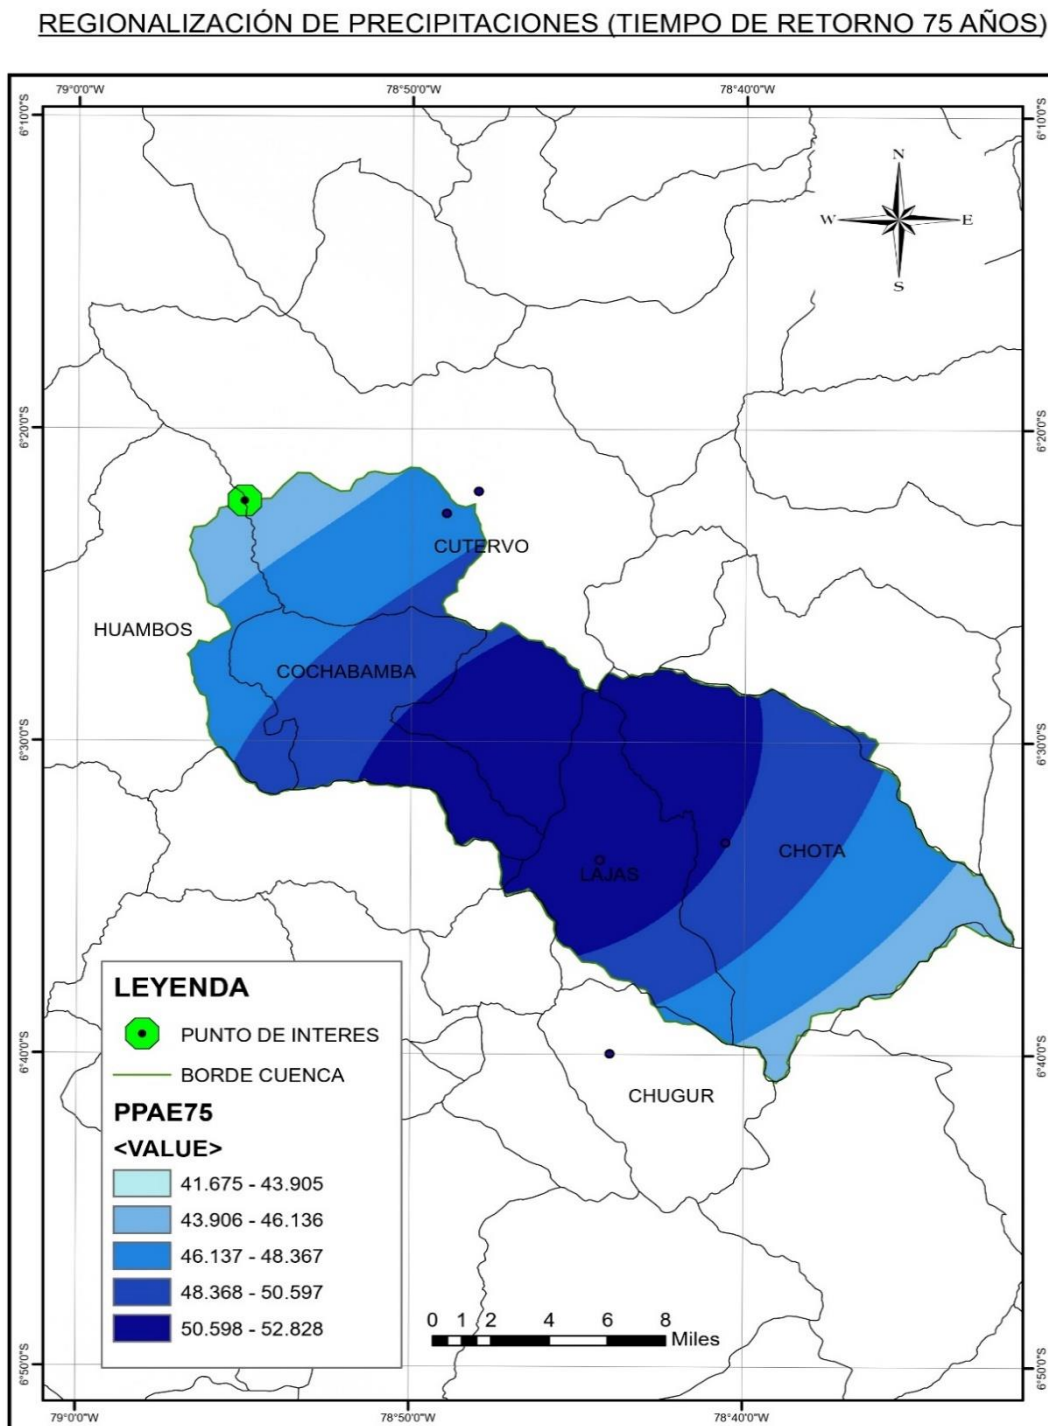 REGIONALIZACIÓN DE PRECIPITACIONES (TIEMPO DE RETORNO 75 AÑOS)
79°0'0"W
78°50'0"W
78°40'0"W
6°10'0"S
6°10'0"S
N
W
E
S
6°20'0"S
6°20'0"S
CUTERVO
HUAMBOS
COCHABAMBA
6°30'0"S
6°30'0"S
CHOTA
LAJAS
LEYENDA
PUNTO DE INTERES
6°40'0"S
6°40'0"S
BORDE CUENCA
CHUGUR
PPAE75
<VALUE>
41.675 - 43.905
43.906 - 46.136
46.137 - 48.367
48.368 - 50.597
50.598 - 52.828
0 1 2 4 6 8
Miles
6°50'0"S
6°50'0"S
79°0'0"W
78°50'0"W
78°40'0"W